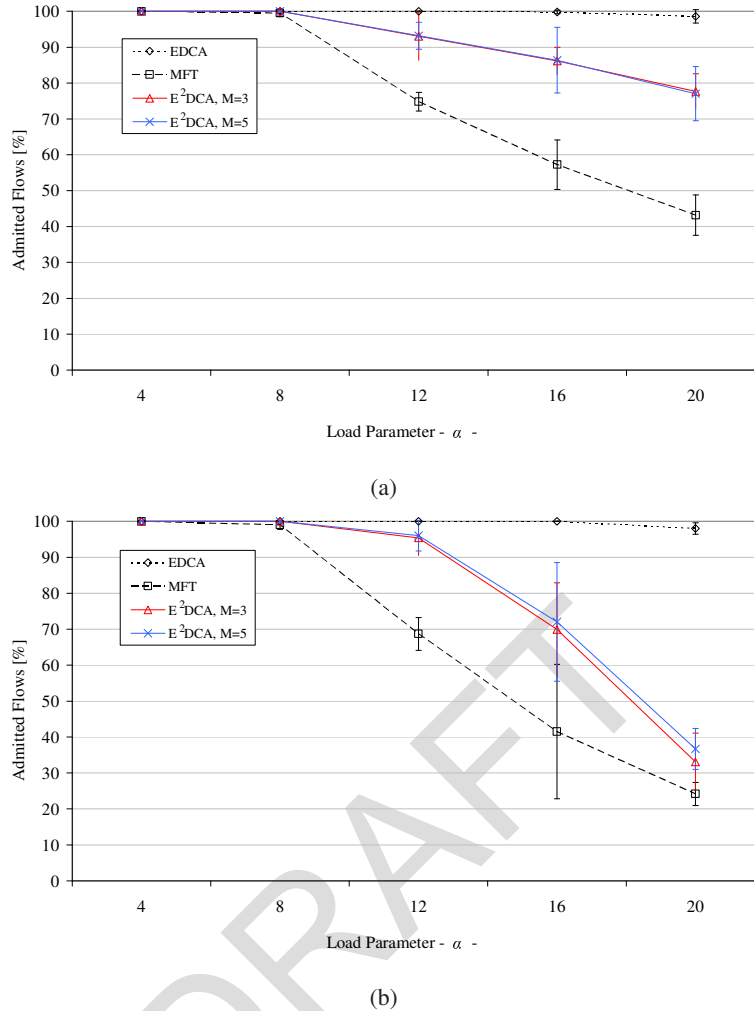 100
90
80
70
60
50
40
30
20
10
0
Admitted Flows [%]
EDCA
MFT
E²DCA, M=3
E²DCA, M=5
4 8 12 16 20
Load Parameter - α -
(a)
100
90
80
70
60
50
40
30
20
10
0
Admitted Flows [%]
EDCA
MFT
E²DCA, M=3
E²DCA, M=5
4 8 12 16 20
Load Parameter - α -
(b)
DRAFT